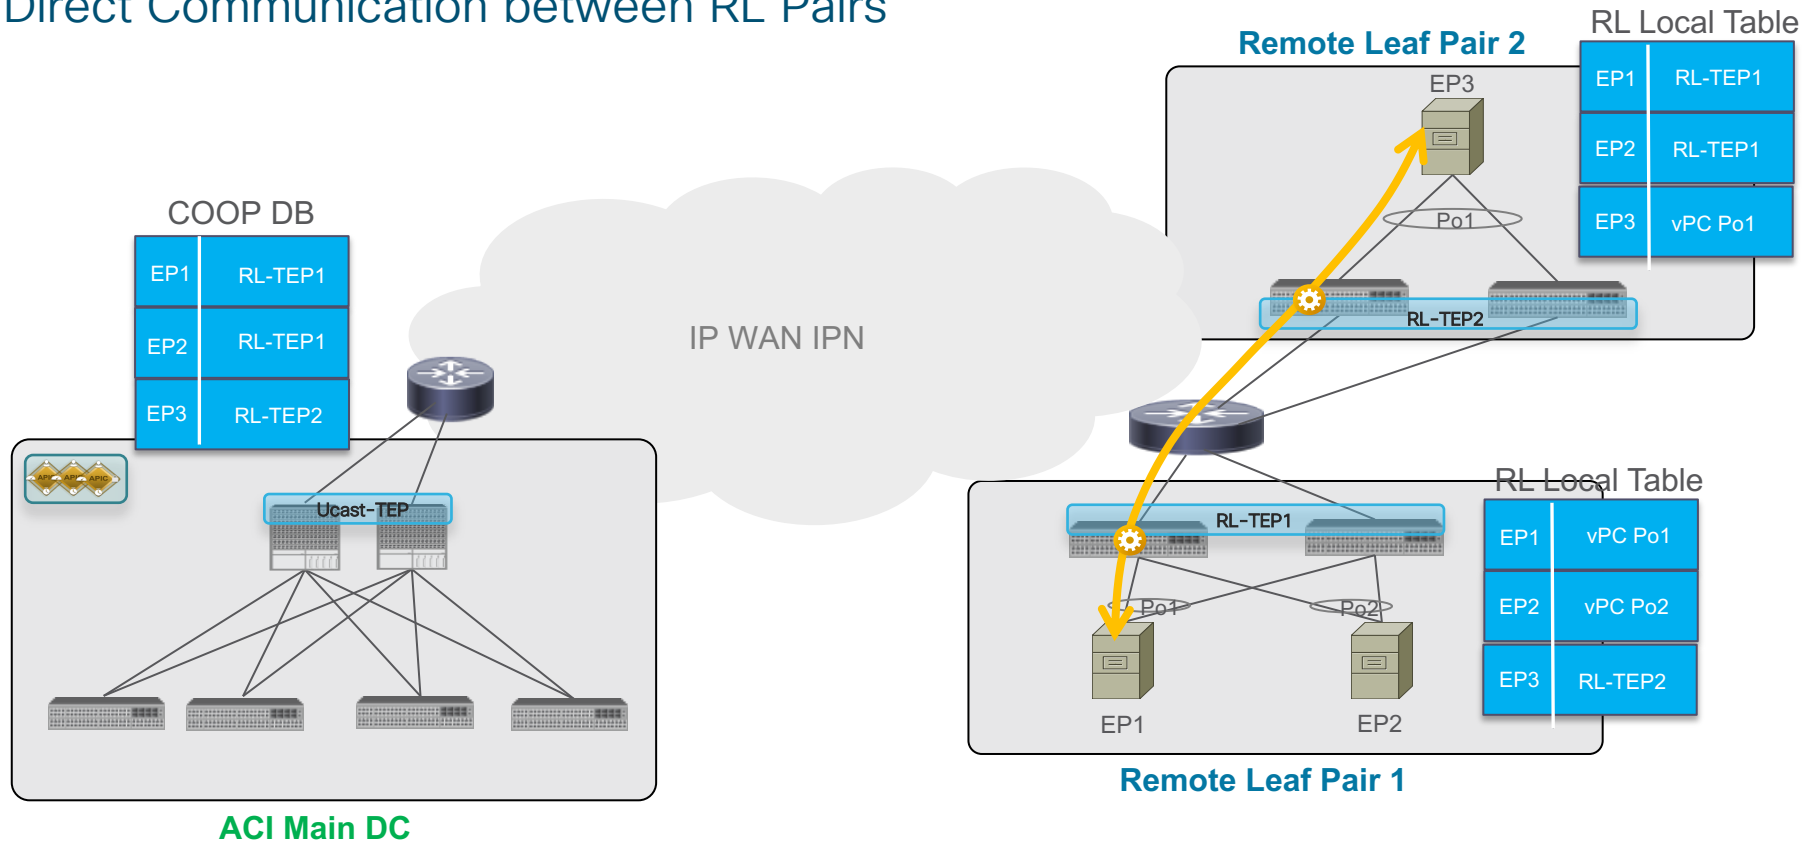 Direct Communication between RL Pairs
RL Local Table
Remote Leaf Pair 2
EP1 RL-TEP1
EP2 RL-TEP1
EP3 vPC Po1
EP3
Po1
RL-TEP2
COOP DB
EP1 RL-TEP1
EP2 RL-TEP1
EP3 RL-TEP2
IP WAN IPN
APIC APIC APIC
Ucast-TEP
ACI Main DC
RL Local Table
EP1 vPC Po1
EP2 vPC Po2
EP3 RL-TEP2
RL-TEP1
Po1
Po2
EP1
EP2
Remote Leaf Pair 1